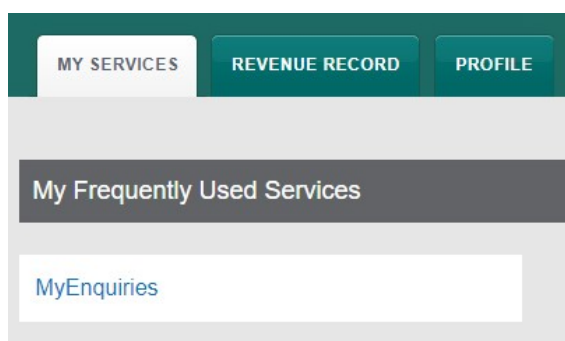 MY SERVICES REVENUE RECORD PROFILE
My Frequently Used Services
MyEnquiries